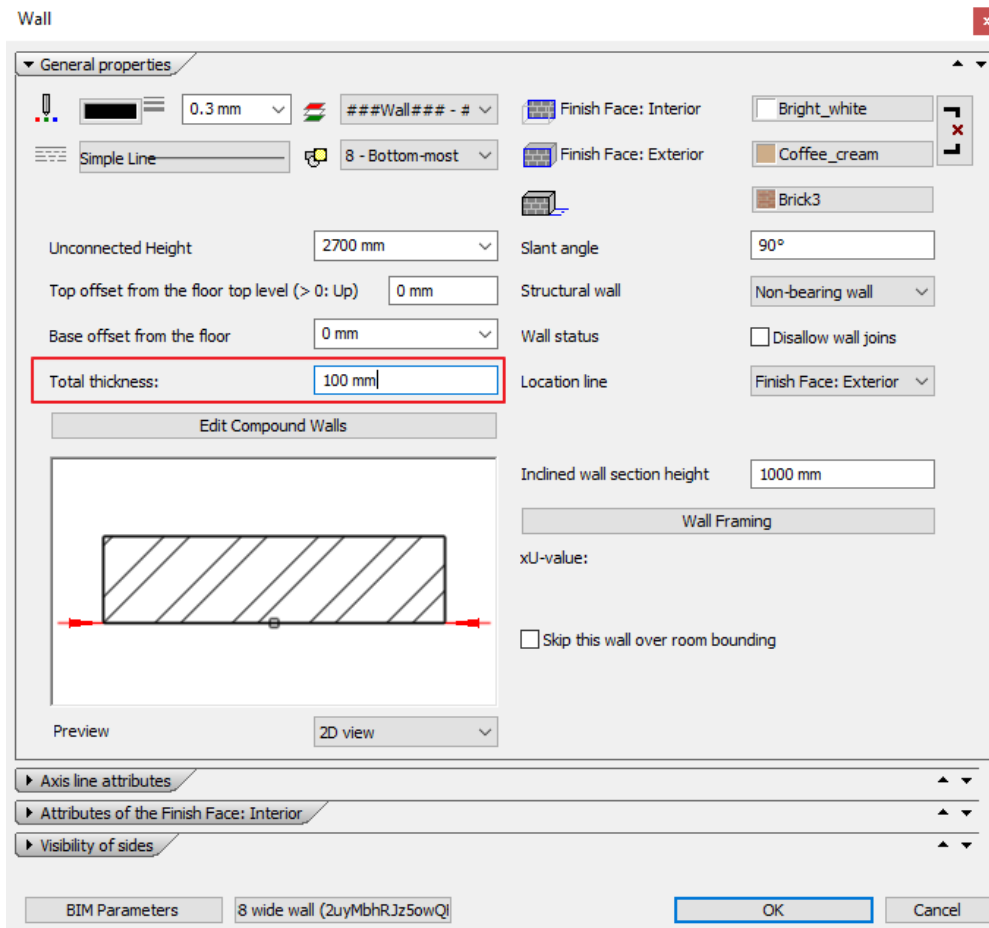 Wall
x
General properties
0.3 mm
###Wall### - #
Finish Face: Interior
Bright_white
Simple Line
8 - Bottom-most
Finish Face: Exterior
Coffee_cream
Brick3
Unconnected Height
2700 mm
Slant angle
90°
Top offset from the floor top level (> 0: Up)
0 mm
Structural wall
Non-bearing wall
Base offset from the floor
0 mm
Wall status
Disallow wall joins
Total thickness:
100 mm
Location line
Finish Face: Exterior
Edit Compound Walls
Inclined wall section height
1000 mm
Wall Framing
xU-value:
Skip this wall over room bounding
Preview
2D view
Axis line attributes
Attributes of the Finish Face: Interior
Visibility of sides
BIM Parameters
8 wide wall (2uyMbhRJz5owQI
OK
Cancel